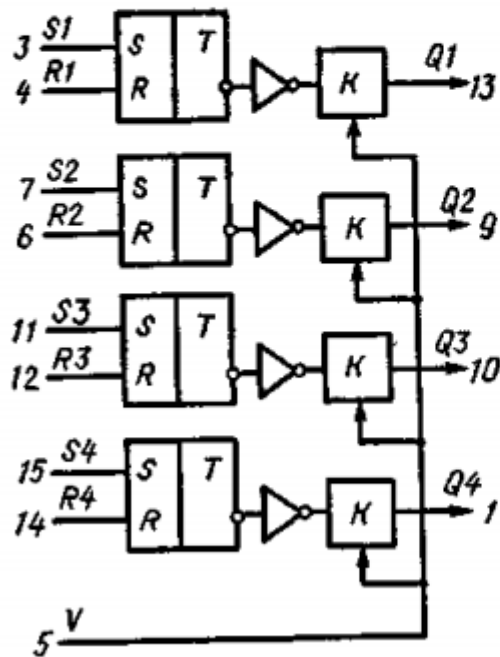 S1 S T Q1
3 K
R1 R 13
4
S2 S T Q2
7 K
R2 R 9
6
S3 S T Q3
11 K
R3 R 10
12
S4 S T Q4
15 K
R4 R 1
14
V
5